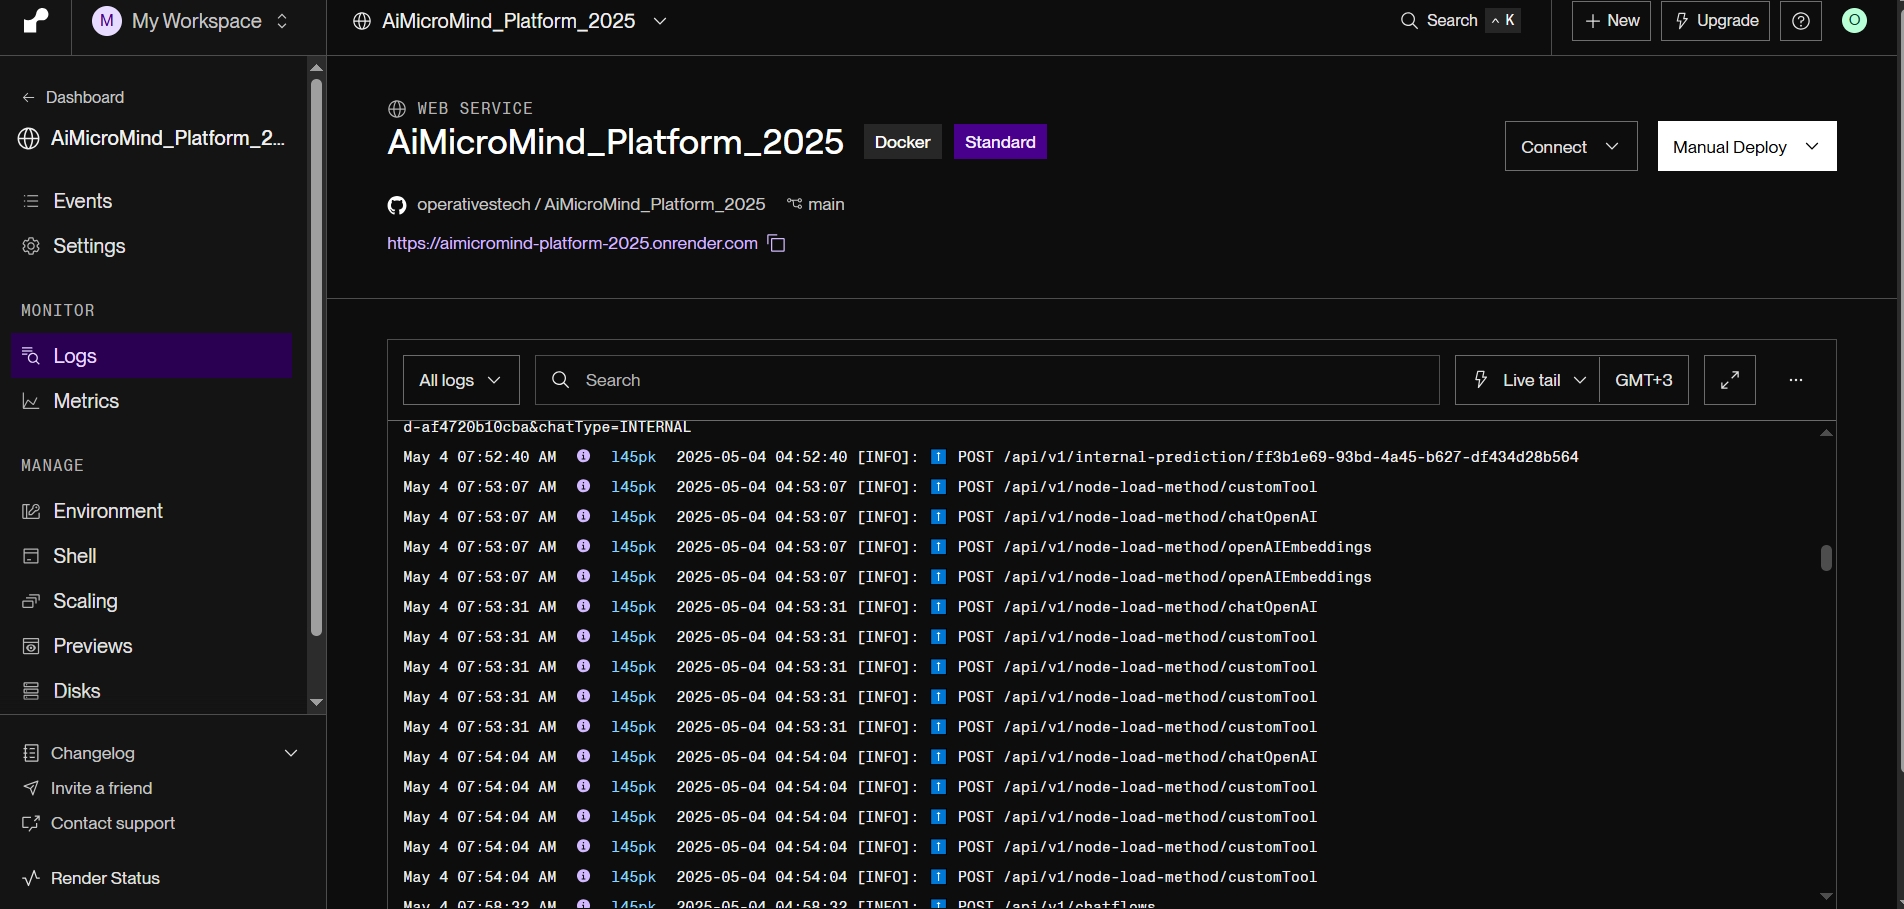 M My Workspace
AiMicroMind_Platform_2025
Search ^ K
+ New
Upgrade
O
← Dashboard
AiMicroMind_Platform_2...
Events
Settings
MONITOR
Logs
Metrics
MANAGE
Environment
Shell
Scaling
Previews
Disks
Changelog
Invite a friend
Contact support
Render Status
WEB SERVICE
AiMicroMind_Platform_2025 Docker Standard
Connect
Manual Deploy
operativestech / AiMicroMind_Platform_2025 main
https://aimicromind-platform-2025.onrender.com
All logs
Search
Live tail
GMT+3
...
d-af4720b10cba&chatType=INTERNAL
May 4 07:52:40 AM l45pk 2025-05-04 04:52:40 [INFO]: ⬆️ POST /api/v1/internal-prediction/ff3b1e69-93bd-4a45-b627-df434d28b564
May 4 07:53:07 AM l45pk 2025-05-04 04:53:07 [INFO]: ⬆️ POST /api/v1/node-load-method/customTool
May 4 07:53:07 AM l45pk 2025-05-04 04:53:07 [INFO]: ⬆️ POST /api/v1/node-load-method/chatOpenAI
May 4 07:53:07 AM l45pk 2025-05-04 04:53:07 [INFO]: ⬆️ POST /api/v1/node-load-method/openAIEmbeddings
May 4 07:53:07 AM l45pk 2025-05-04 04:53:07 [INFO]: ⬆️ POST /api/v1/node-load-method/openAIEmbeddings
May 4 07:53:31 AM l45pk 2025-05-04 04:53:31 [INFO]: ⬆️ POST /api/v1/node-load-method/chatOpenAI
May 4 07:53:31 AM l45pk 2025-05-04 04:53:31 [INFO]: ⬆️ POST /api/v1/node-load-method/customTool
May 4 07:53:31 AM l45pk 2025-05-04 04:53:31 [INFO]: ⬆️ POST /api/v1/node-load-method/customTool
May 4 07:53:31 AM l45pk 2025-05-04 04:53:31 [INFO]: ⬆️ POST /api/v1/node-load-method/customTool
May 4 07:53:31 AM l45pk 2025-05-04 04:53:31 [INFO]: ⬆️ POST /api/v1/node-load-method/customTool
May 4 07:54:04 AM l45pk 2025-05-04 04:54:04 [INFO]: ⬆️ POST /api/v1/node-load-method/chatOpenAI
May 4 07:54:04 AM l45pk 2025-05-04 04:54:04 [INFO]: ⬆️ POST /api/v1/node-load-method/customTool
May 4 07:54:04 AM l45pk 2025-05-04 04:54:04 [INFO]: ⬆️ POST /api/v1/node-load-method/customTool
May 4 07:54:04 AM l45pk 2025-05-04 04:54:04 [INFO]: ⬆️ POST /api/v1/node-load-method/customTool
May 4 07:54:04 AM l45pk 2025-05-04 04:54:04 [INFO]: ⬆️ POST /api/v1/node-load-method/customTool
May 4 07:58:32 AM l45pk 2025-05-04 04:58:32 [INFO]: ⬆️ POST /api/v1/chatflows